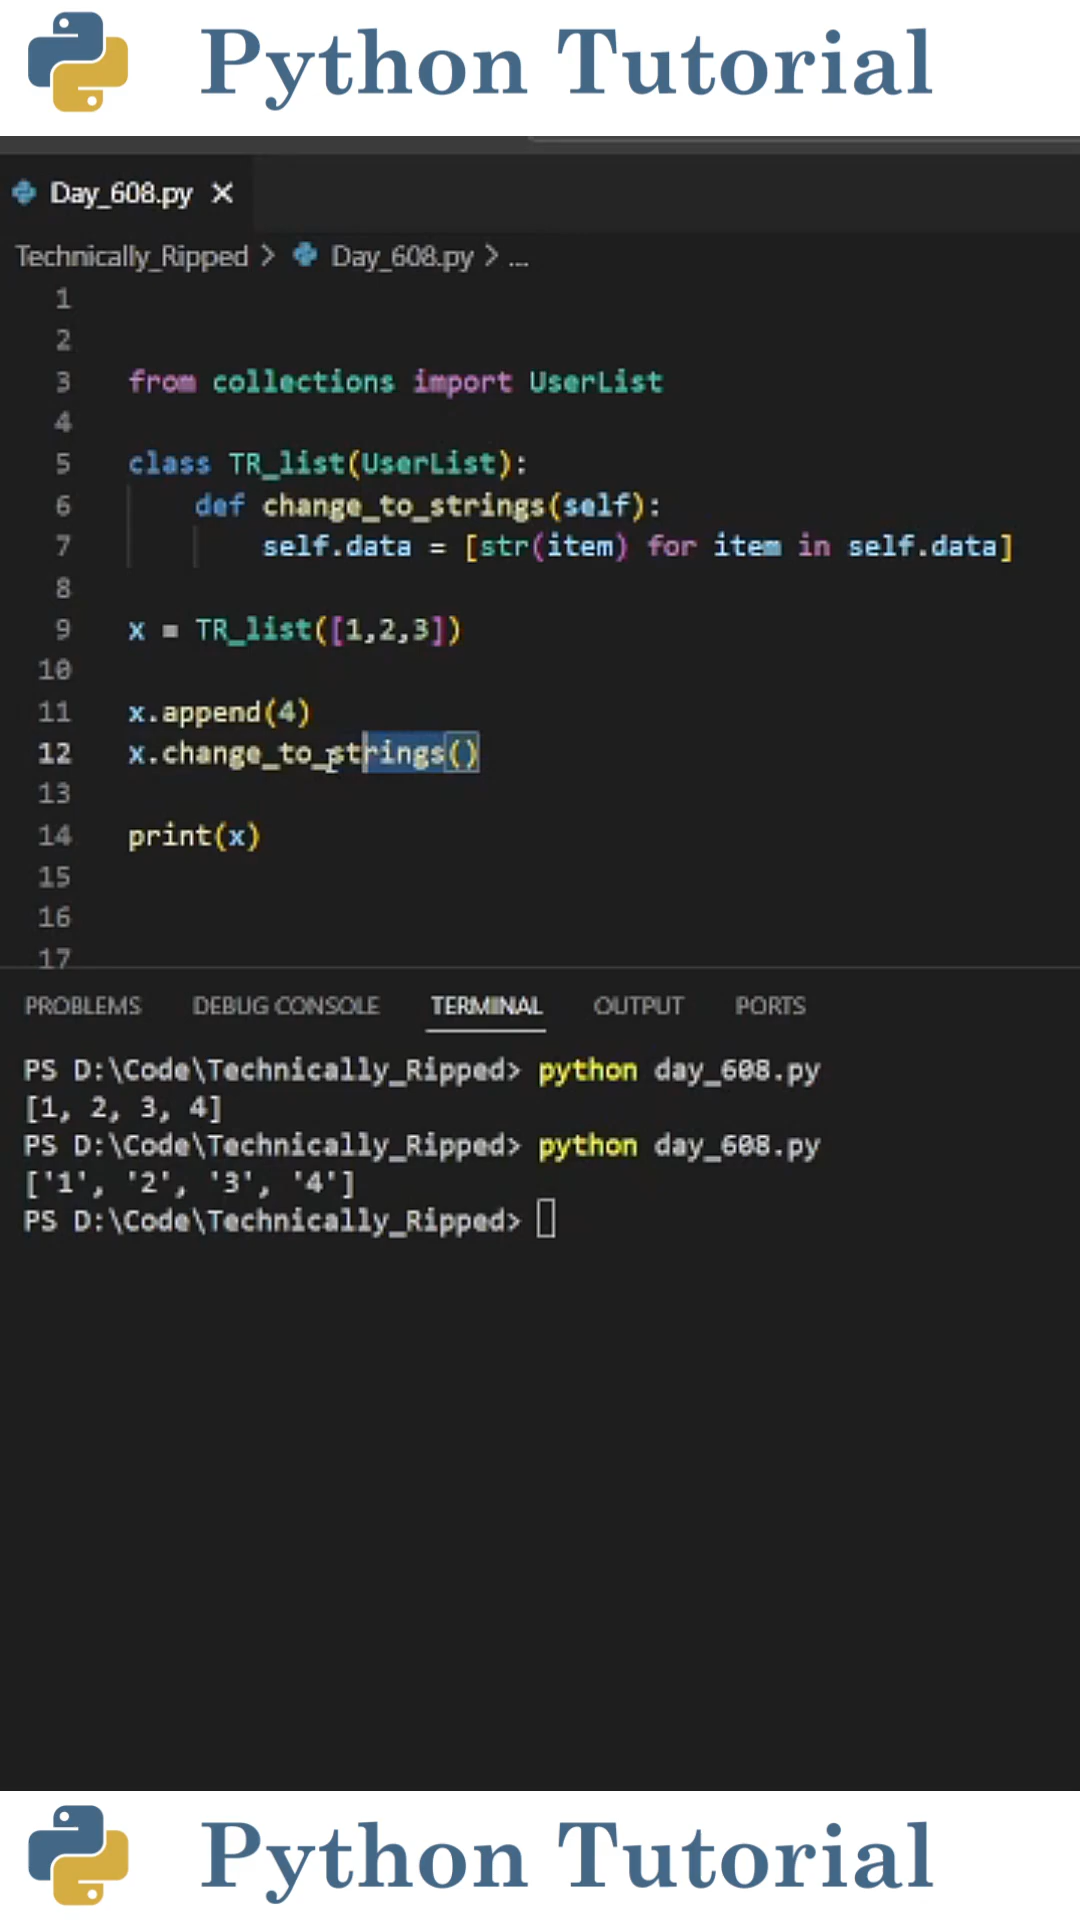 Python Tutorial
Day_608.py
Technically_Ripped > Day_608.py > ...
1
2
3 from collections import UserList
4
5 class TR_list(UserList):
6 def change_to_strings(self):
7 self.data = [str(item) for item in self.data]
8
9 x = TR_list([1,2,3])
10
11 x.append(4)
12 x.change_to_strings()
13
14 print(x)
15
16
17
PROBLEMS DEBUG CONSOLE TERMINAL OUTPUT PORTS
PS D:\Code\Technically_Ripped> python day_608.py
[1, 2, 3, 4]
PS D:\Code\Technically_Ripped> python day_608.py
['1', '2', '3', '4']
PS D:\Code\Technically_Ripped>
Python Tutorial